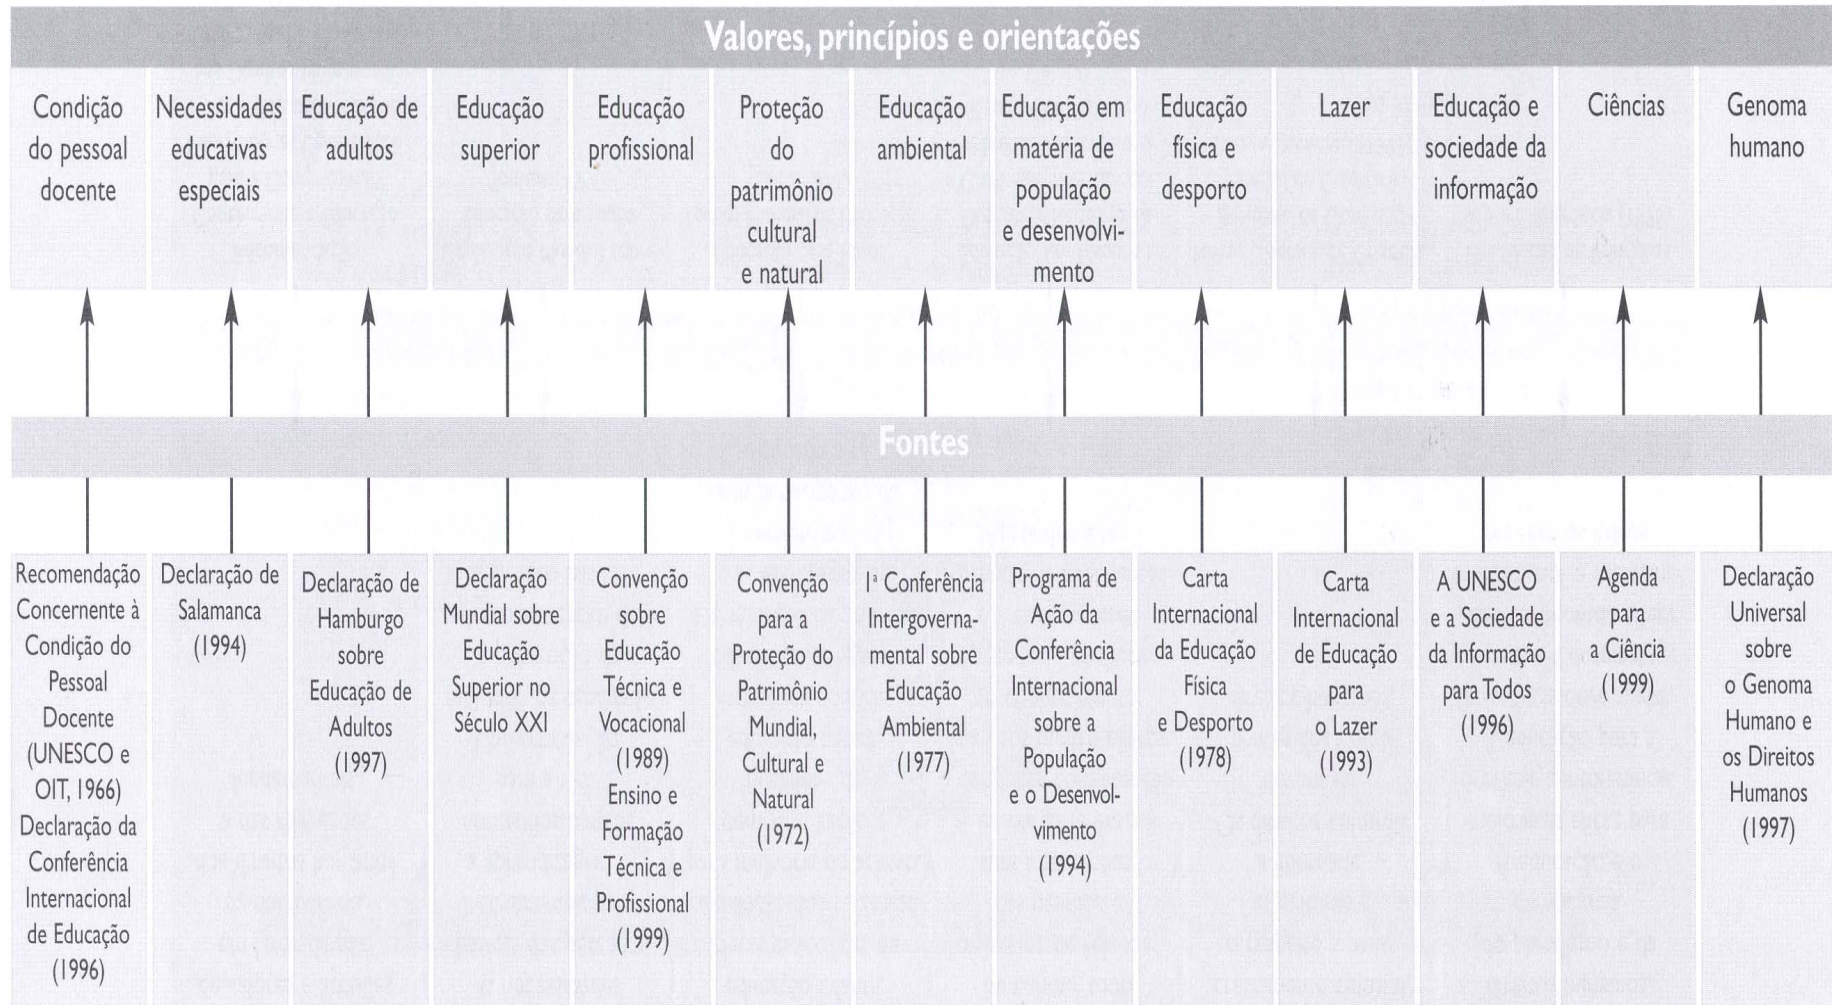 Valores, princípios e orientações
Condição
do pessoal
docente
Necessidades
educativas
especiais
Educação de
adultos
Educação
superior
Educação
profissional
Proteção
do
patrimônio
cultural
e natural
Educação
ambiental
Educação em
matéria de
população
e desenvolvi-
mento
Educação
física e
desporto
Lazer
Educação e
sociedade da
informação
Ciências
Genoma
humano
Fontes
Recomendação
Concernente à
Condição do
Pessoal
Docente
(UNESCO e
OIT, 1966)
Declaração da
Conferência
Internacional
de Educação
(1996)
Declaração de
Salamanca
(1994)
Declaração de
Hamburgo
sobre
Educação de
Adultos
(1997)
Declaração
Mundial sobre
Educação
Superior no
Século XXI
Convenção
sobre
Educação
Técnica e
Vocacional
(1989)
Ensino e
Formação
Técnica e
Profissional
(1999)
Convenção
para a
Proteção do
Patrimônio
Mundial,
Cultural e
Natural
(1972)
1ª Conferência
Intergoverna-
mental sobre
Educação
Ambiental
(1977)
Programa de
Ação da
Conferência
Internacional
sobre a
População
e o Desenvol-
vimento
(1994)
Carta
Internacional
da Educação
Física
e Desporto
(1978)
Carta
Internacional
de Educação
para
o Lazer
(1993)
A UNESCO
e a Sociedade
da Informação
para Todos
(1996)
Agenda
para
a Ciência
(1999)
Declaração
Universal
sobre
o Genoma
Humano e
os Direitos
Humanos
(1997)